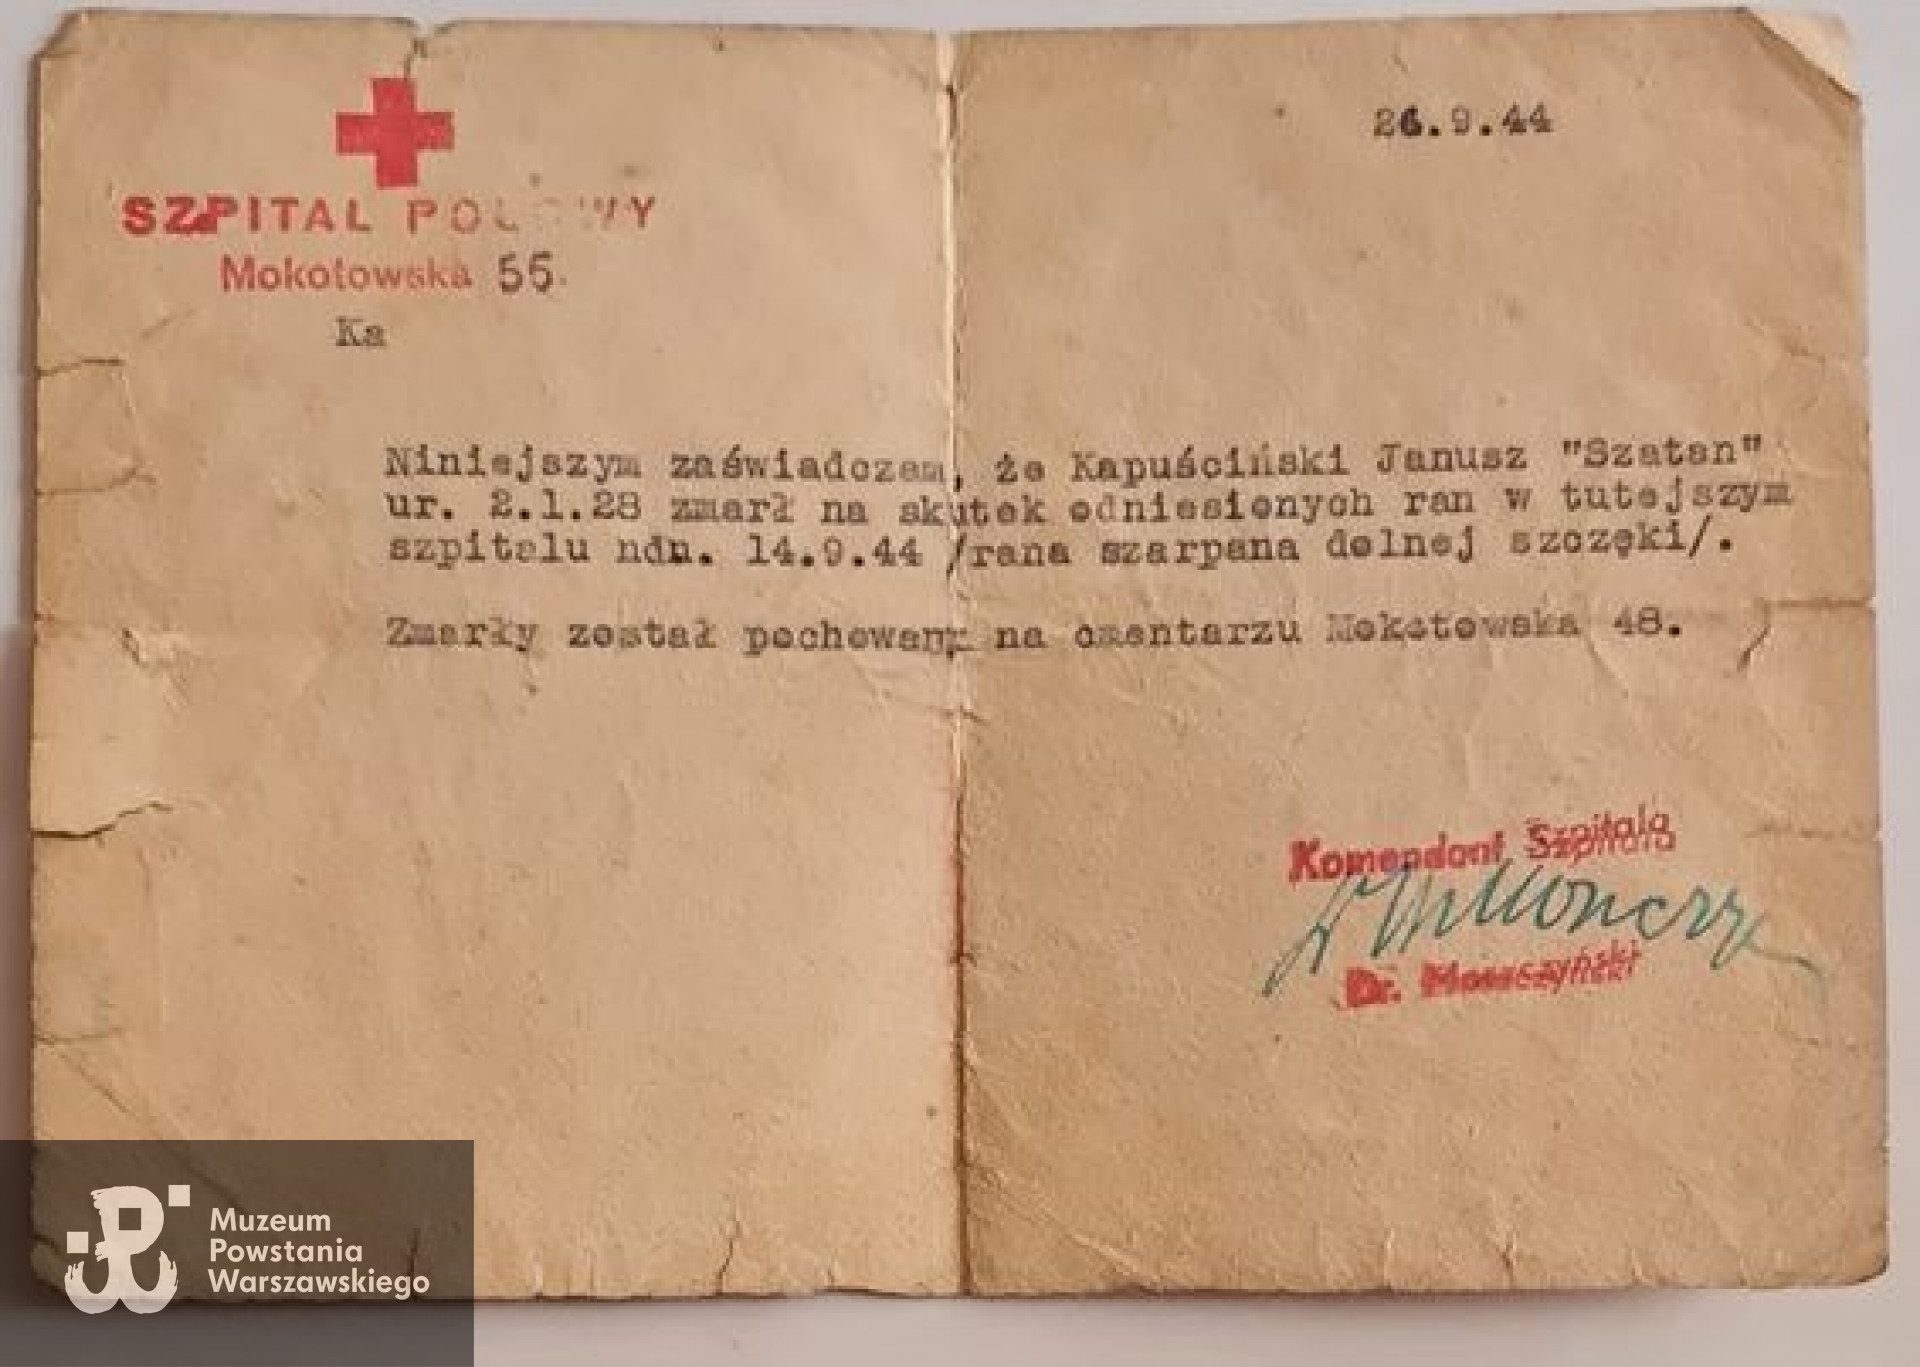 26.9.44
SZPITAL POLOWY
Mokotowska 55.
Ka
Niniejszym zaświadczam, że Kapuściński Janusz "Szatan"
ur. 2.1.28 zmarł na skutek odniesionych ran w tutejszym
szpitalu ndn. 14.9.44 /rana szarpana dolnej szczęki/.
Zmarły został pochowany na cmentarzu Mokotowska 48.
Komendant Szpitala
Dr.
Muzeum
Powstania
Warszawskiego